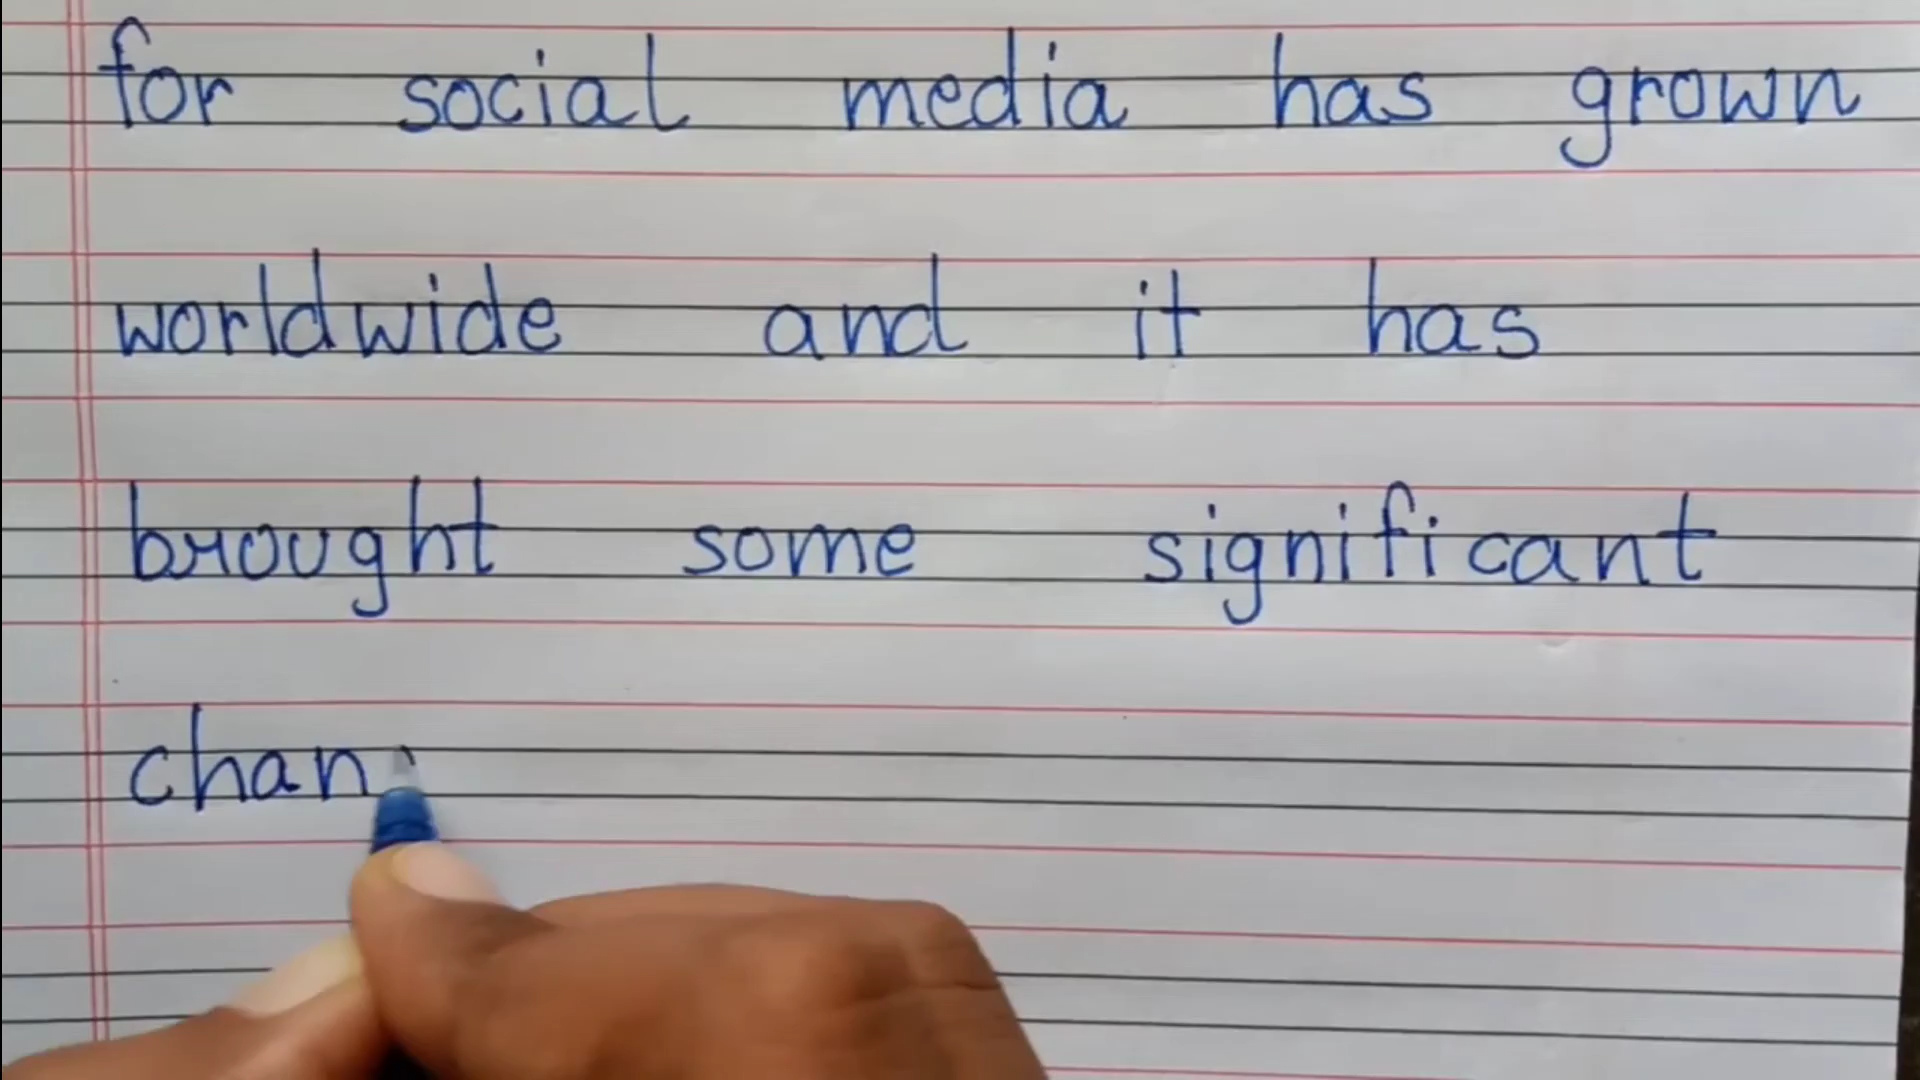 for social media has grown
worldwide and it has
brought some significant
chan